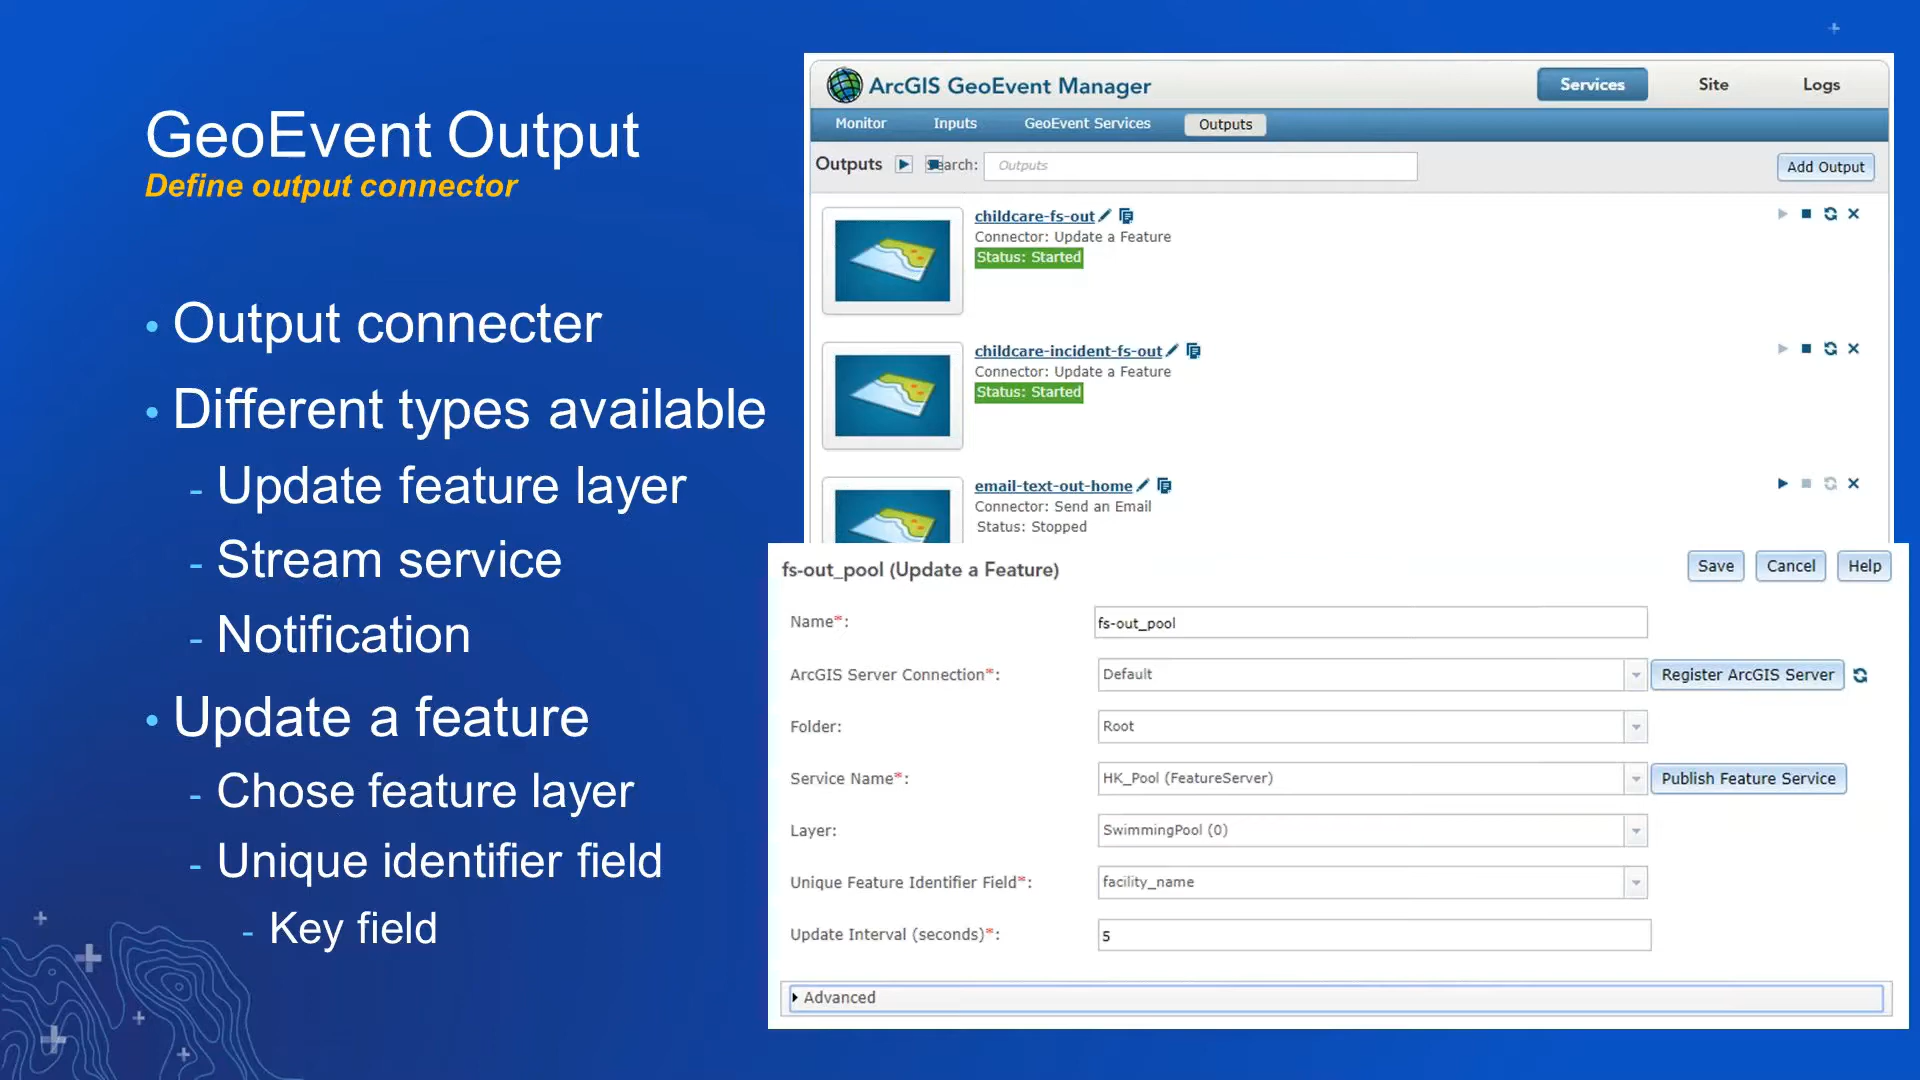 GeoEvent Output
Define output connector
• Output connecter
• Different types available
- Update feature layer
- Stream service
- Notification
• Update a feature
- Chose feature layer
- Unique identifier field
- Key field
ArcGIS GeoEvent Manager
Services Site Logs
Monitor Inputs GeoEvent Services Outputs
Outputs earch: Outputs Add Output
childcare-fs-out
Connector: Update a Feature
Status: Started
childcare-incident-fs-out
Connector: Update a Feature
Status: Started
email-text-out-home
Connector: Send an Email
Status: Stopped
fs-out_pool (Update a Feature) Save Cancel Help
Name*: fs-out_pool
ArcGIS Server Connection*: Default Register ArcGIS Server
Folder: Root
Service Name*: HK_Pool (FeatureServer) Publish Feature Service
Layer: SwimmingPool (0)
Unique Feature Identifier Field*: facility_name
Update Interval (seconds)*: 5
Advanced